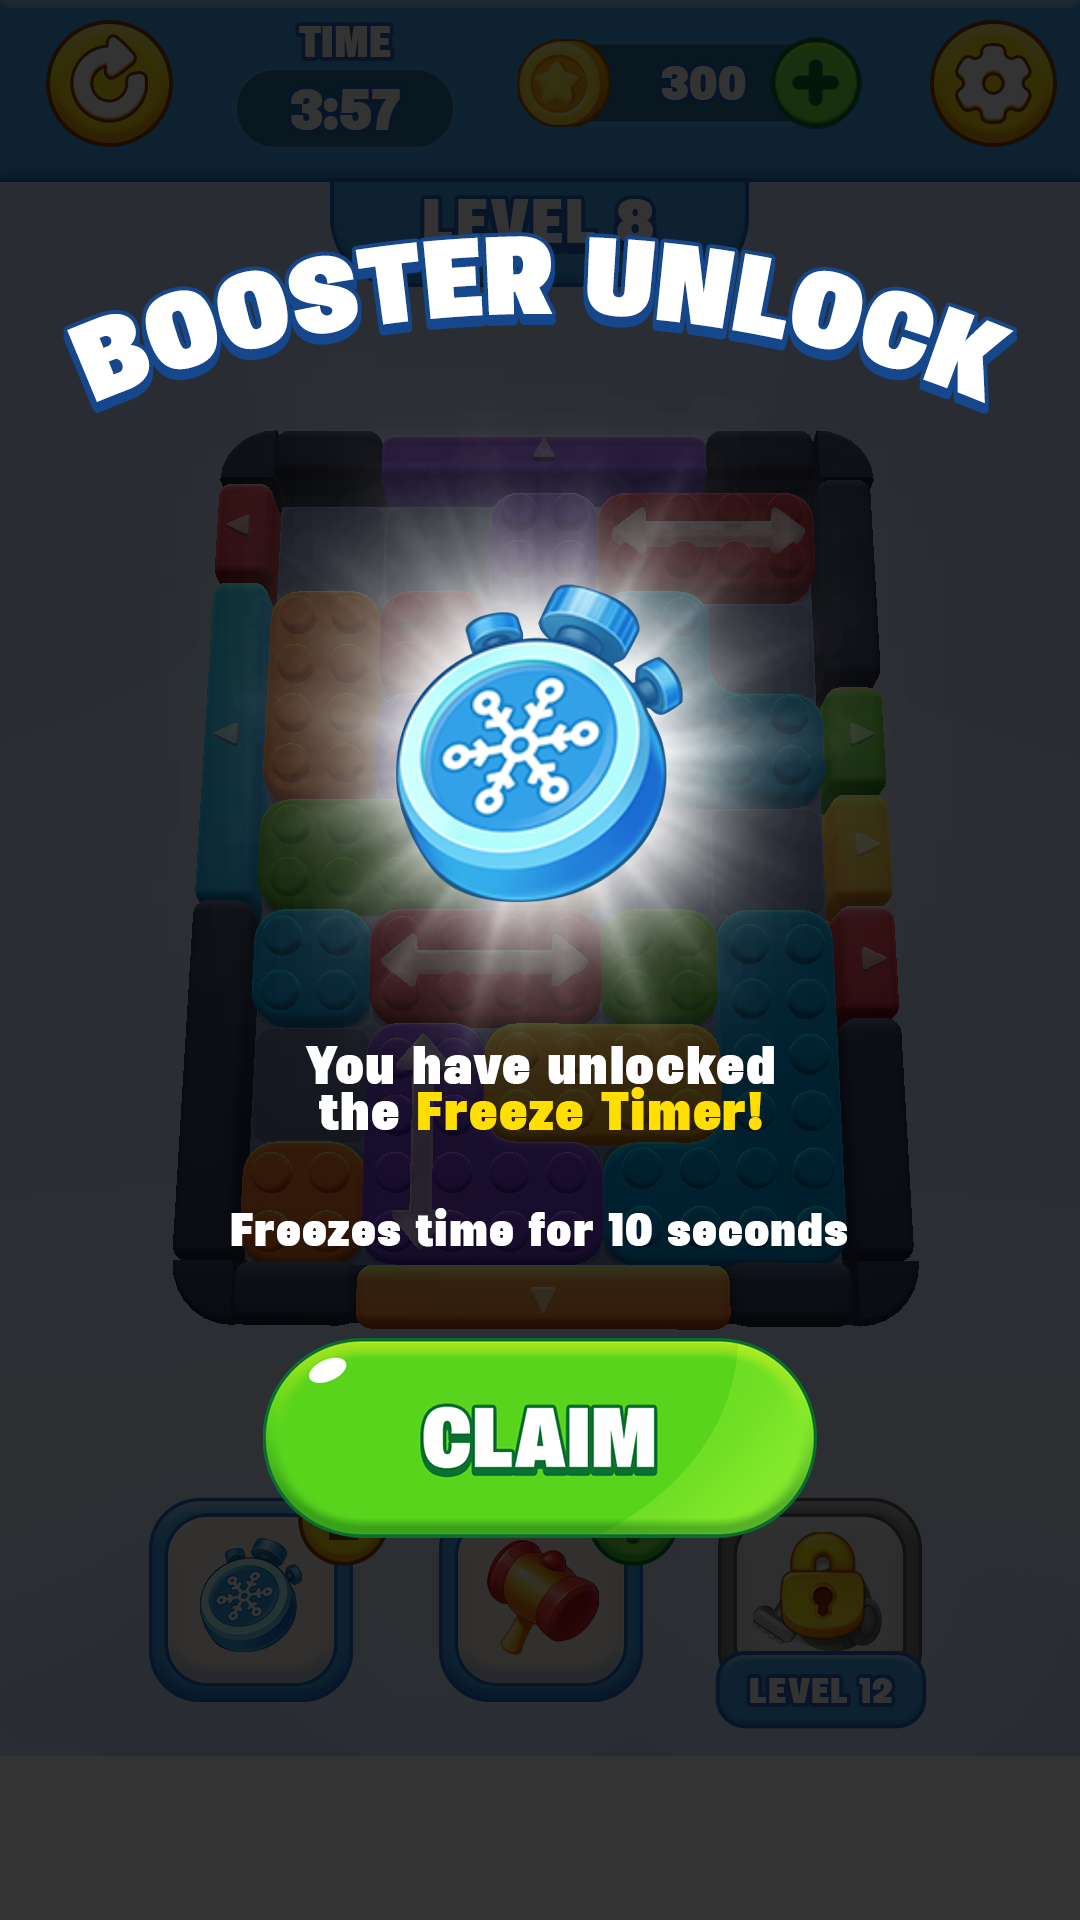 TIME
3:57
300
LEVEL 8
BOOSTER UNLOCK
You have unlocked
the Freeze Timer!
Freezes time for 10 seconds
CLAIM
LEVEL 12